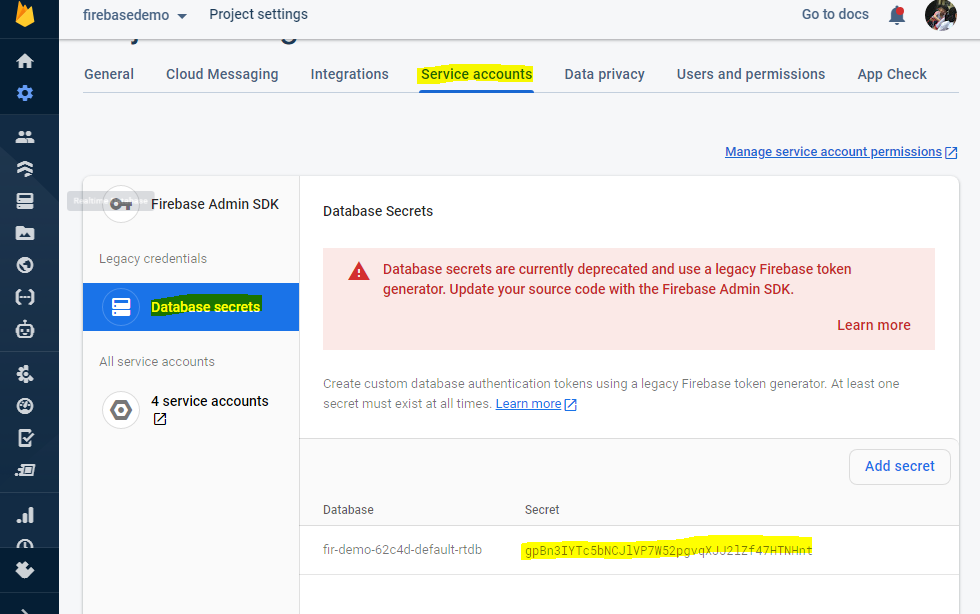 firebasedemo Project settings Go to docs
General Cloud Messaging Integrations Service accounts Data privacy Users and permissions App Check
Manage service account permissions
Firebase Admin SDK
Legacy credentials
Database secrets
All service accounts
4 service accounts
Database Secrets
Database secrets are currently deprecated and use a legacy Firebase token
generator. Update your source code with the Firebase Admin SDK.
Learn more
Create custom database authentication tokens using a legacy Firebase token generator. At least one
secret must exist at all times. Learn more
Add secret
Database Secret
fir-demo-62c4d-default-rtdb